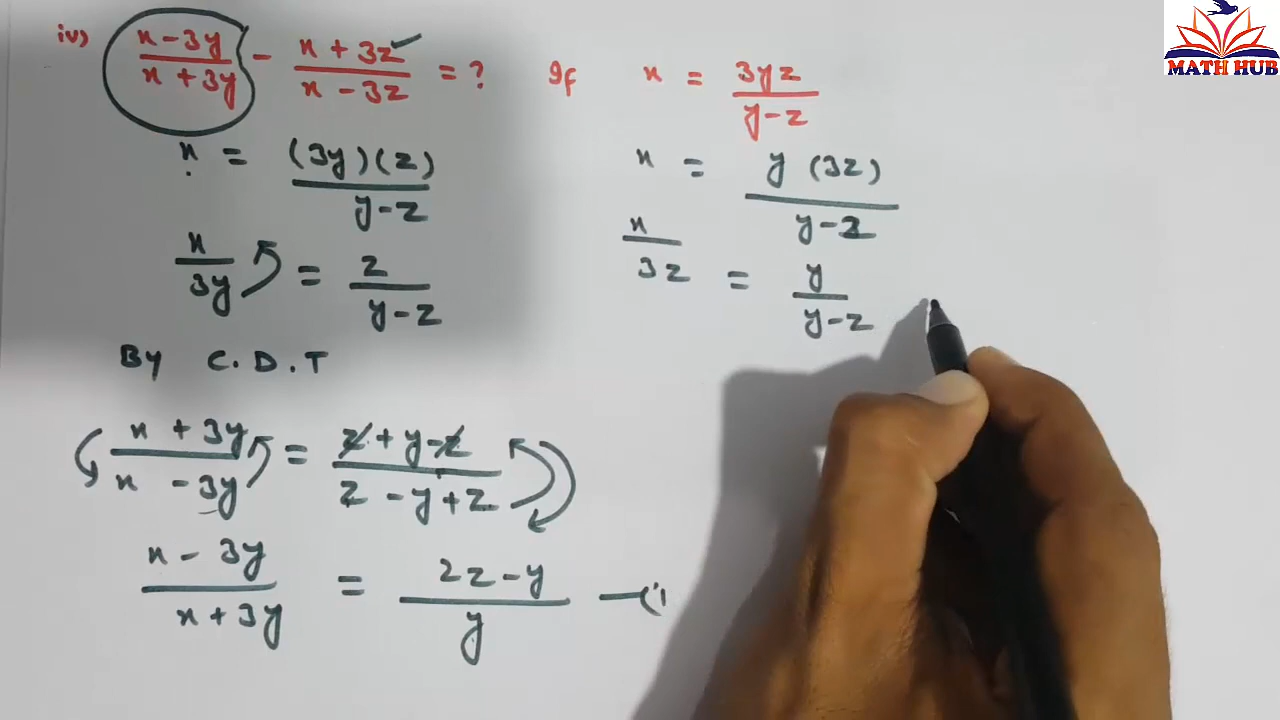 iv) x-3y/x+3y - x+3z/x-3z = ? If x = 3yz/y-z
x = (3y)(z)/y-z
x/3y = z/y-z
By C.D.T
x+3y/x-3y = z+y-z/z-y+z
x-3y/x+3y = 2z-y/y —(1
x = y(3z)/y-z
x/3z = y/y-z
MATH HUB